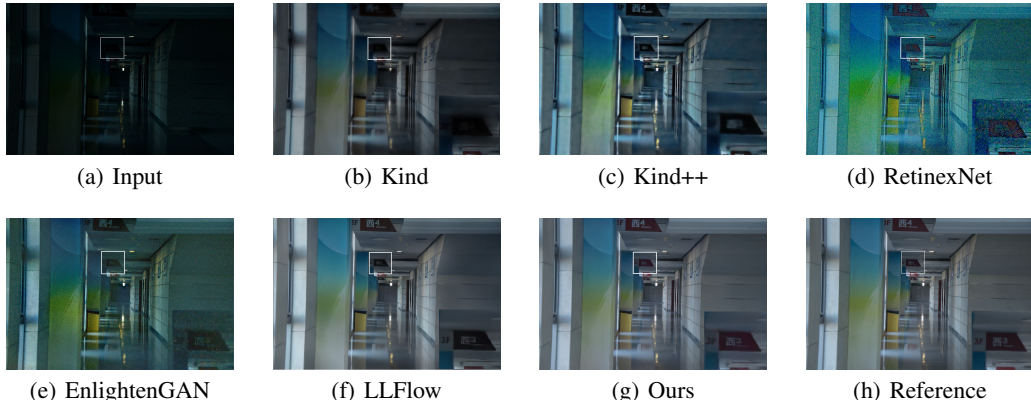 (a) Input
(b) Kind
(c) Kind++
(d) RetinexNet
(e) EnlightenGAN
(f) LLFlow
(g) Ours
(h) Reference